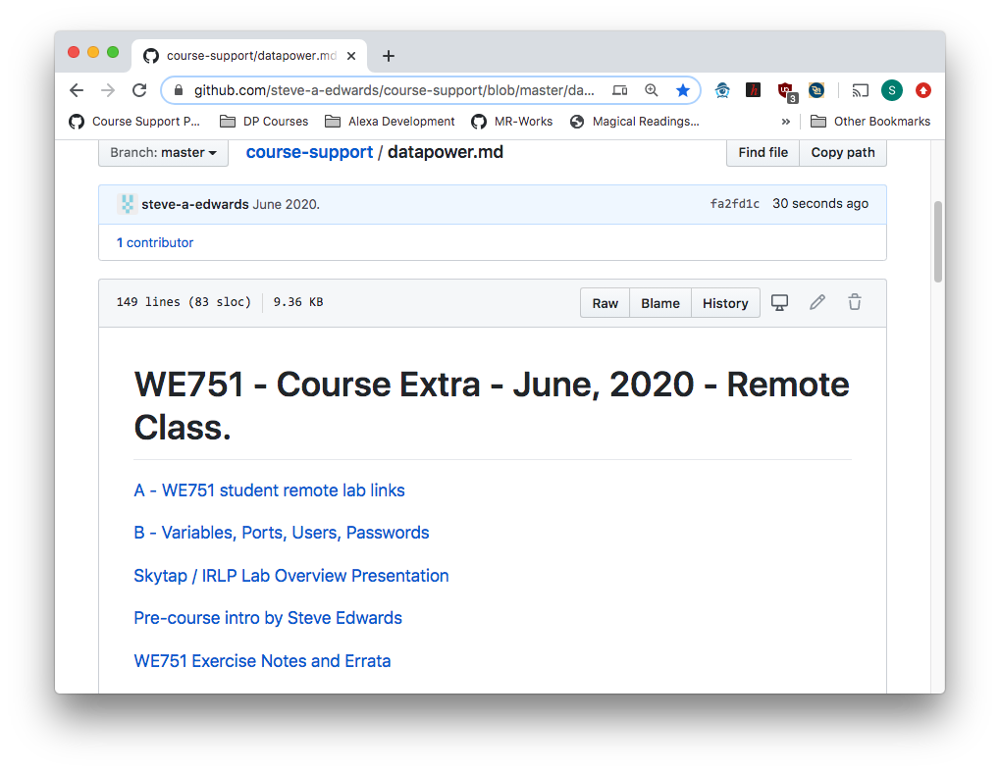 course-support/datapower.md
github.com/steve-a-edwards/course-support/blob/master/da...
S
3
Course Support P...
DP Courses
Alexa Development
MR-Works
Magical Readings...
»
Other Bookmarks
Branch: master
course-support / datapower.md
Find file
Copy path
steve-a-edwards June 2020.
fa2fd1c 30 seconds ago
1 contributor
149 lines (83 sloc) 9.36 KB
Raw
Blame
History
WE751 - Course Extra - June, 2020 - Remote
Class.
A - WE751 student remote lab links
B - Variables, Ports, Users, Passwords
Skytap / IRLP Lab Overview Presentation
Pre-course intro by Steve Edwards
WE751 Exercise Notes and Errata